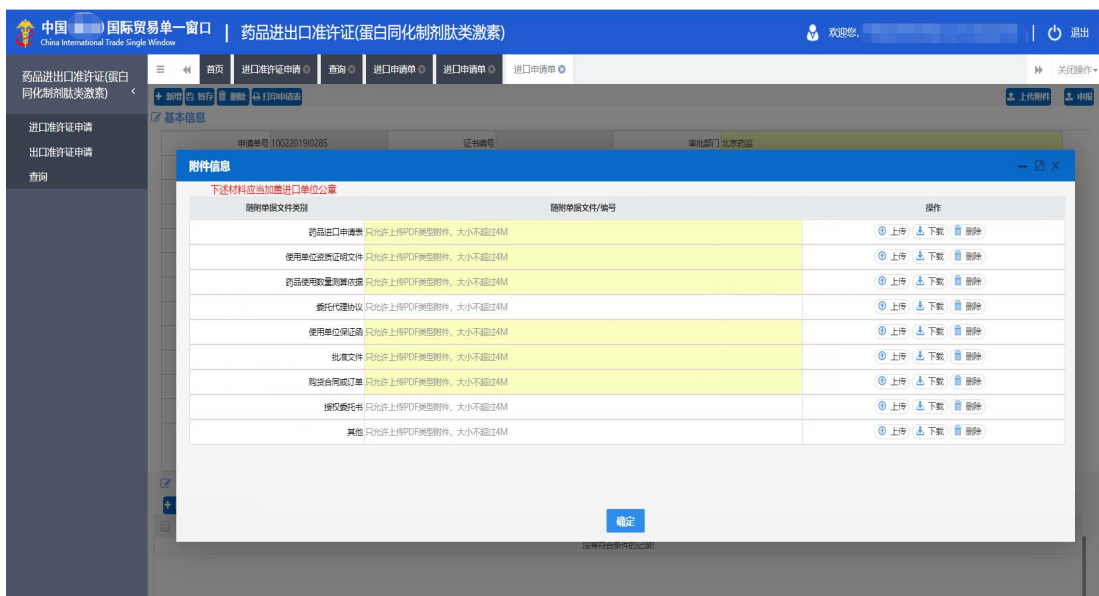 中国 ) 国际贸易单一窗口 | 药品进出口准许证(蛋白同化制剂肽类激素)
China International Trade Single Window
欢迎您,
退出
药品进出口准许证(蛋白同化制剂肽类激素)
进口准许证申请
出口准许证申请
查询
首页 进口准许证申请 查询 进口申请单 进口申请单 进口申请单
关闭操作
新增 暂存 删除 打印申请表 上传附件 申报
基本信息
申请单号 1002201910285 证书编号 审批部门 北京药监
附件信息
下述材料应当加盖进口单位公章
随附单据文件类别 随附单据文件/编号 操作
药品进口申请表 只允许上传PDF类型附件，大小不超过4M 上传 下载 删除
使用单位资质证明文件 只允许上传PDF类型附件，大小不超过4M 上传 下载 删除
药品使用数量测算依据 只允许上传PDF类型附件，大小不超过4M 上传 下载 删除
委托代理协议 只允许上传PDF类型附件，大小不超过4M 上传 下载 删除
使用单位保证函 只允许上传PDF类型附件，大小不超过4M 上传 下载 删除
批准文件 只允许上传PDF类型附件，大小不超过4M 上传 下载 删除
购货合同或订单 只允许上传PDF类型附件，大小不超过4M 上传 下载 删除
授权委托书 只允许上传PDF类型附件，大小不超过4M 上传 下载 删除
其他 只允许上传PDF类型附件，大小不超过4M 上传 下载 删除
确定
没有符合条件的记录!